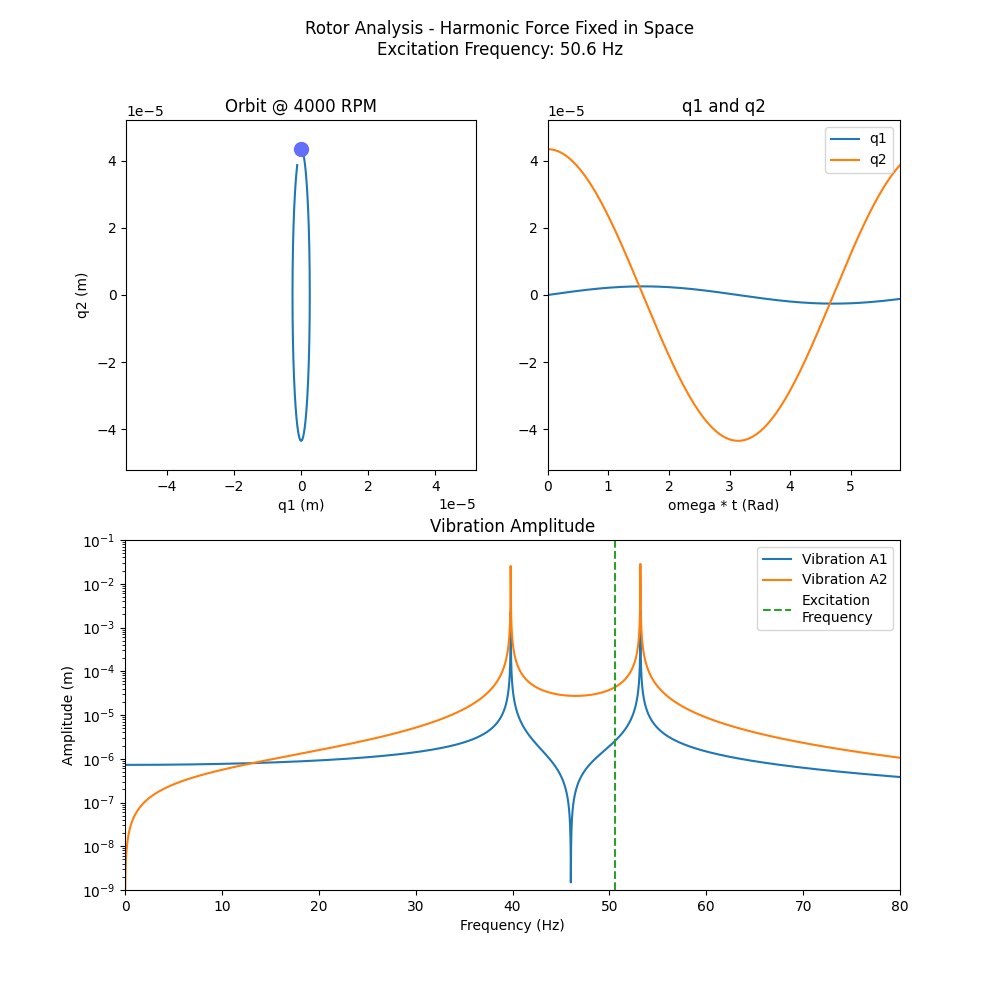 Rotor Analysis - Harmonic Force Fixed in Space
Excitation Frequency: 50.6 Hz
Orbit @ 4000 RPM
1e−5
4
2
0
−2
−4
q2 (m)
−4 −2 0 2 4
q1 (m)
1e−5
q1 and q2
1e−5
q1
q2
4
2
0
−2
−4
0 1 2 3 4 5
omega * t (Rad)
Vibration Amplitude
Vibration A1
Vibration A2
Excitation
Frequency
10⁻¹
10⁻²
10⁻³
10⁻⁴
10⁻⁵
10⁻⁶
10⁻⁷
10⁻⁸
10⁻⁹
Amplitude (m)
0 10 20 30 40 50 60 70 80
Frequency (Hz)